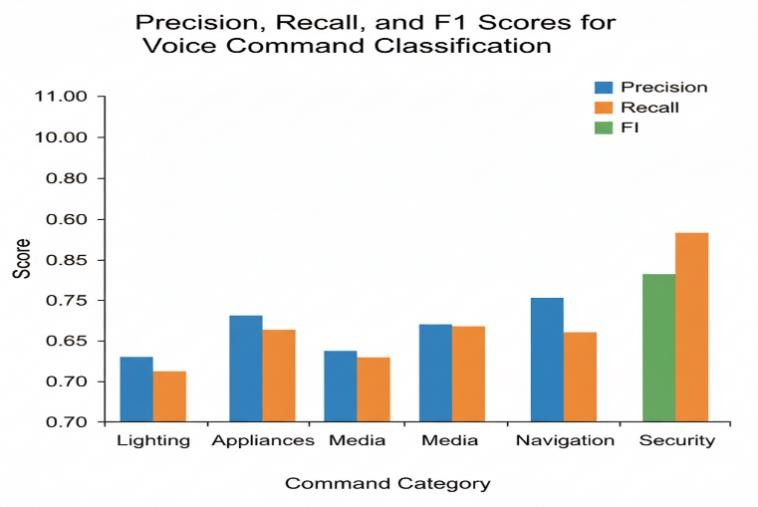 Precision, Recall, and F1 Scores for
Voice Command Classification
Precision
Recall
FI
11.00
10.00
0.80
0.60
0.85
0.75
0.65
0.70
0.70
Score
Lighting Appliances Media Media Navigation Security
Command Category